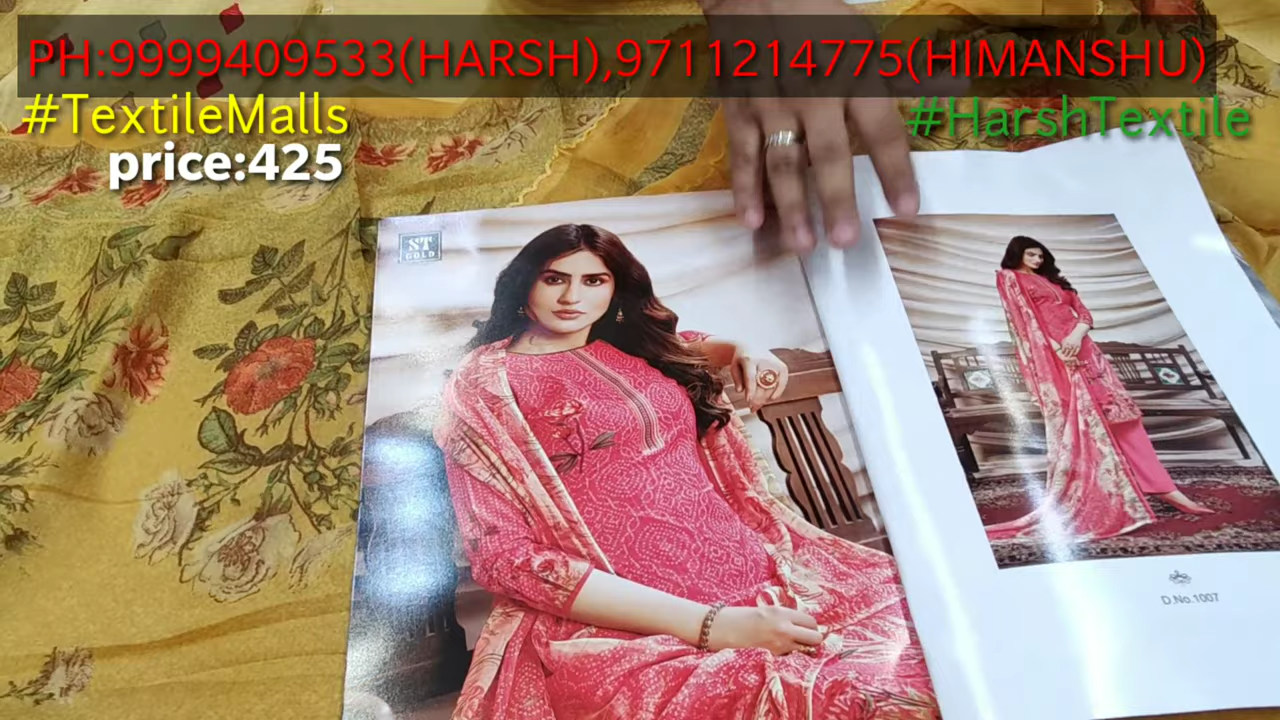 PH:9999409533(HARSH),9711214775(HIMANSHU)
#TextileMalls
#HarshTextile
price:425
ST
GOLD
D.No.1007